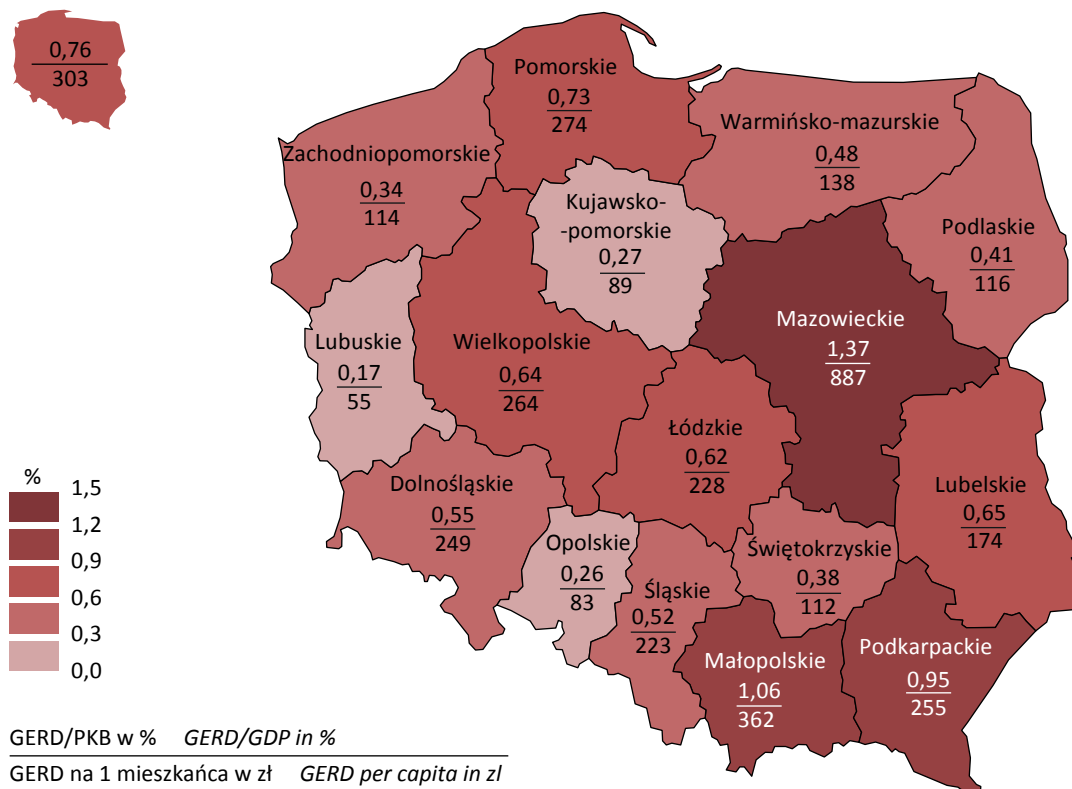 0,76
303
Pomorskie
0,73
274
Warmińsko-mazurskie
0,48
138
Zachodniopomorskie
0,34
114
Kujawsko-
-pomorskie
0,27
89
Podlaskie
0,41
116
Mazowieckie
1,37
887
Lubuskie
0,17
55
Wielkopolskie
0,64
264
Łódzkie
0,62
228
Lubelskie
0,65
174
Dolnośląskie
0,55
249
Opolskie
0,26
83
Śląskie
0,52
223
Świętokrzyskie
0,38
112
Małopolskie
1,06
362
Podkarpackie
0,95
255
%
1,5
1,2
0,9
0,6
0,3
0,0
GERD/PKB w % GERD/GDP in %
GERD na 1 mieszkańca w zł GERD per capita in zl